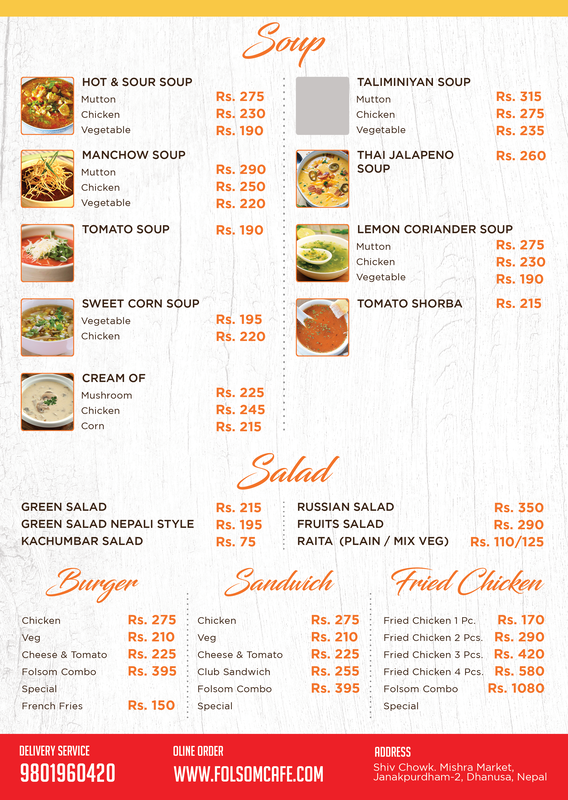 Soup
HOT & SOUR SOUP
Mutton Rs. 275
Chicken Rs. 230
Vegetable Rs. 190
MANCHOW SOUP
Mutton Rs. 290
Chicken Rs. 250
Vegetable Rs. 220
TOMATO SOUP Rs. 190
SWEET CORN SOUP
Vegetable Rs. 195
Chicken Rs. 220
CREAM OF
Mushroom Rs. 225
Chicken Rs. 245
Corn Rs. 215
TALIMINIYAN SOUP
Mutton Rs. 315
Chicken Rs. 275
Vegetable Rs. 235
THAI JALAPENO Rs. 260
SOUP
LEMON CORIANDER SOUP
Mutton Rs. 275
Chicken Rs. 230
Vegetable Rs. 190
TOMATO SHORBA Rs. 215
Salad
GREEN SALAD Rs. 215
GREEN SALAD NEPALI STYLE Rs. 195
KACHUMBAR SALAD Rs. 75
RUSSIAN SALAD Rs. 350
FRUITS SALAD Rs. 290
RAITA (PLAIN / MIX VEG) Rs. 110/125
Burger
Chicken Rs. 275
Veg Rs. 210
Cheese & Tomato Rs. 225
Folsom Combo Rs. 395
Special
French Fries Rs. 150
Sandwich
Chicken Rs. 275
Veg Rs. 210
Cheese & Tomato Rs. 225
Club Sandwich Rs. 255
Folsom Combo Rs. 395
Special
Fried Chicken
Fried Chicken 1 Pc. Rs. 170
Fried Chicken 2 Pcs. Rs. 290
Fried Chicken 3 Pcs. Rs. 420
Fried Chicken 4 Pcs. Rs. 580
Folsom Combo Rs. 1080
Special
DELIVERY SERVICE
9801960420
OLINE ORDER
WWW.FOLSOMCAFE.COM
ADDRESS
Shiv Chowk. Mishra Market,
Janakpurdham-2, Dhanusa, Nepal